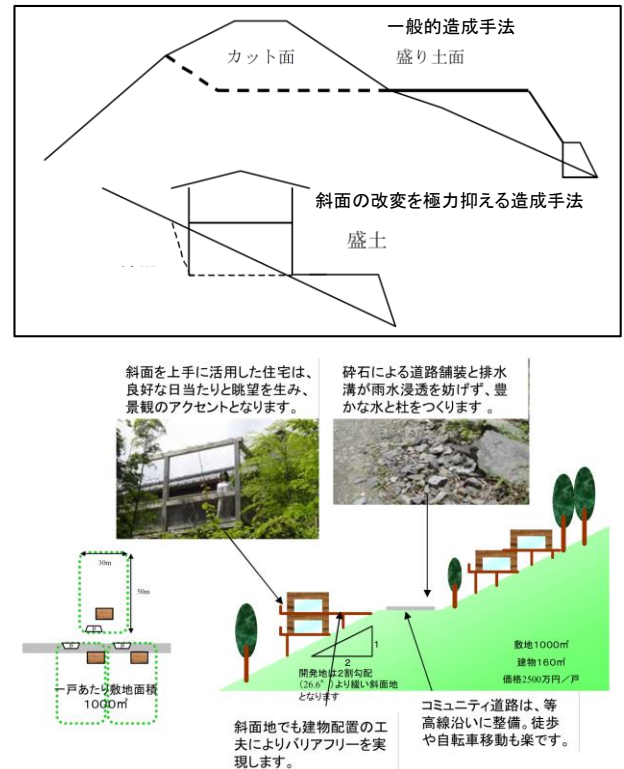 一般的造成手法
カット面
盛り土面
斜面の改変を極力抑える造成手法
盛土
斜面を上手に活用した住宅は、
良好な日当たりと眺望を生み、
景観のアクセントとなります。
砕石による道路舗装と排水
溝が雨水浸透を妨げず、豊
かな水と杜をつくります 。
30m
50m
P
P
P
一戸あたり敷地面積
1000㎡
1
2
開発地は2割勾配
(26.6°)より緩い斜面地
となります
敷地1000㎡
建物160㎡
価格2500万円／戸
斜面地でも建物配置の工
夫によりバリアフリーを実
現します。
コミュニティ道路は、等
高線沿いに整備。徒歩
や自転車移動も楽です。